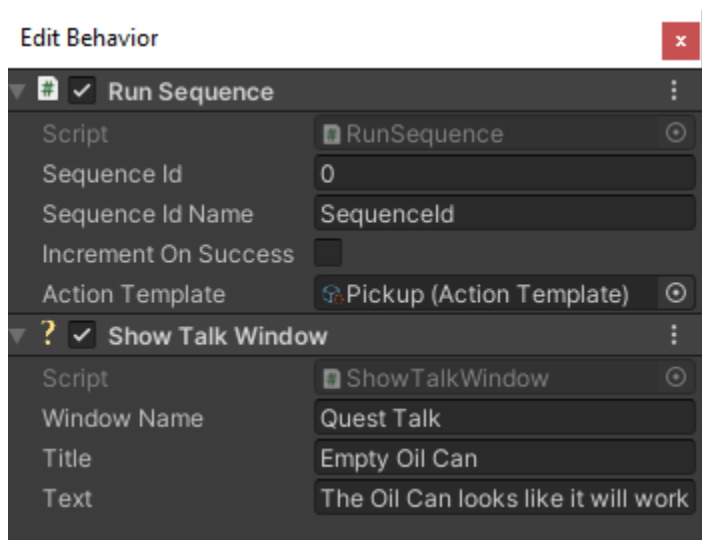 Edit Behavior
x
# Run Sequence
Script # RunSequence
Sequence Id 0
Sequence Id Name SequenceId
Increment On Success
Action Template Pickup (Action Template)
? Show Talk Window
Script # ShowTalkWindow
Window Name Quest Talk
Title Empty Oil Can
Text The Oil Can looks like it will work